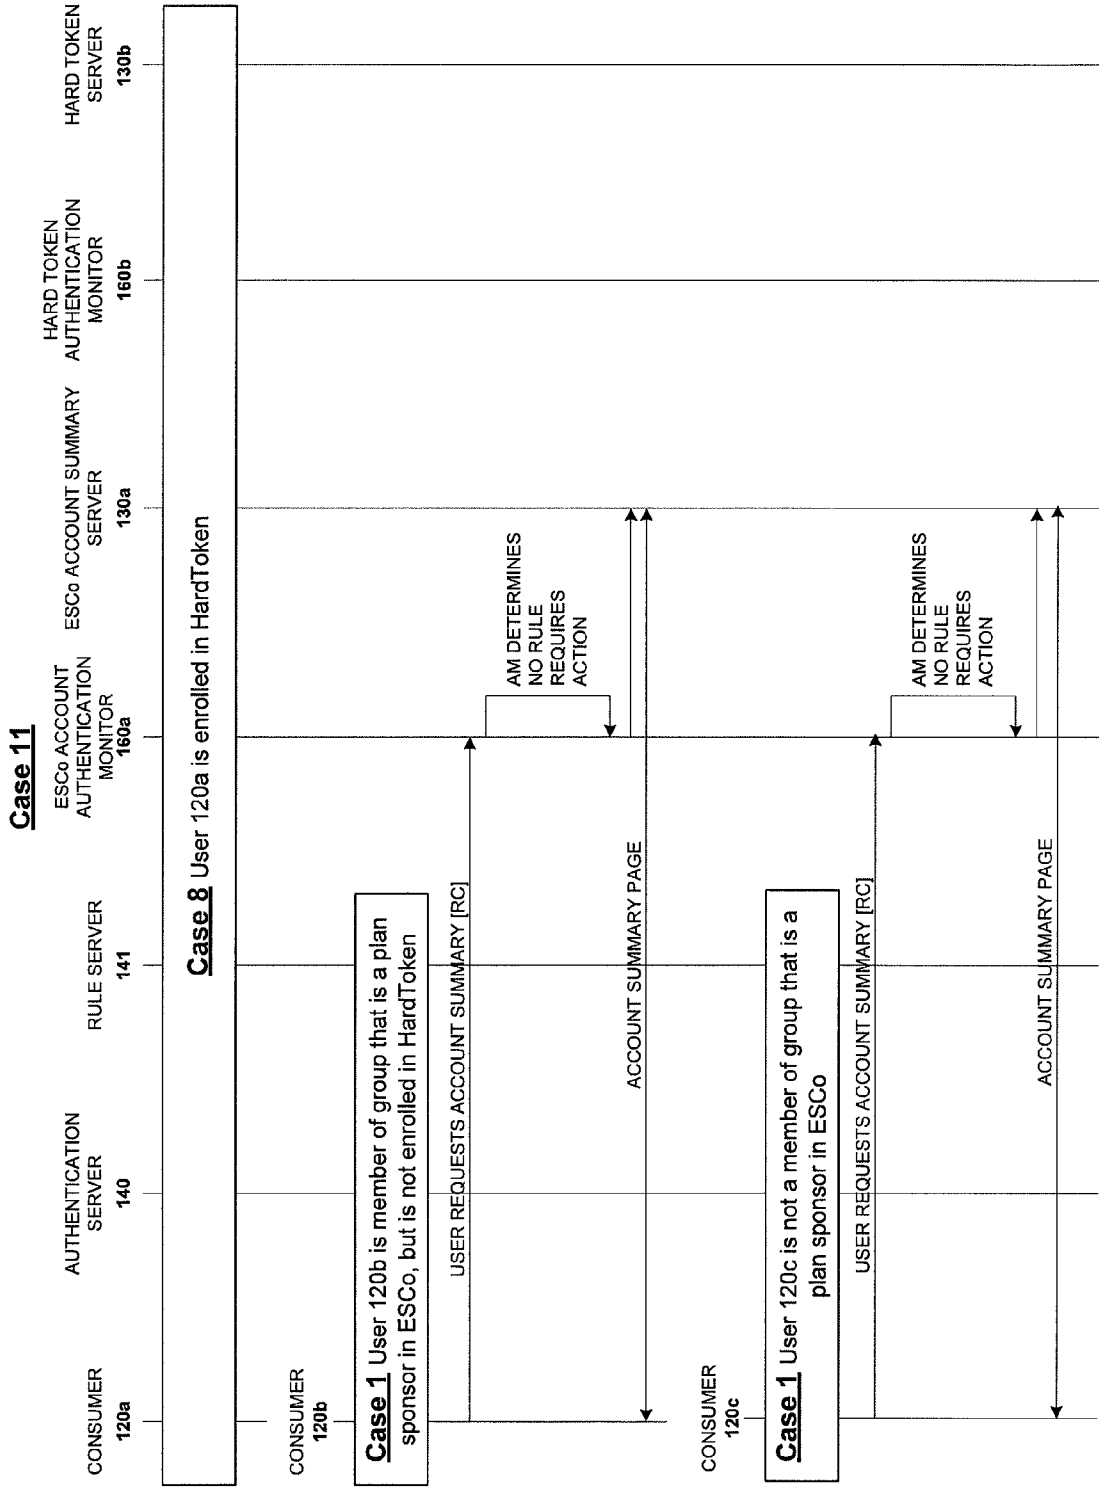 Case 11
CONSUMER
120a
AUTHENTICATION
SERVER
140
RULE SERVER
141
ESCo ACCOUNT
AUTHENTICATION
MONITOR
160a
ESCo ACCOUNT SUMMARY
SERVER
130a
HARD TOKEN
AUTHENTICATION
MONITOR
160b
HARD TOKEN
SERVER
130b
Case 8 User 120a is enrolled in HardToken
CONSUMER
120b
Case 1 User 120b is member of group that is a plan
sponsor in ESCo, but is not enrolled in HardToken
USER REQUESTS ACCOUNT SUMMARY [RC]
AM DETERMINES
NO RULE
REQUIRES
ACTION
ACCOUNT SUMMARY PAGE
CONSUMER
120c
Case 1 User 120c is not a member of group that is a
plan sponsor in ESCo
USER REQUESTS ACCOUNT SUMMARY [RC]
AM DETERMINES
NO RULE
REQUIRES
ACTION
ACCOUNT SUMMARY PAGE